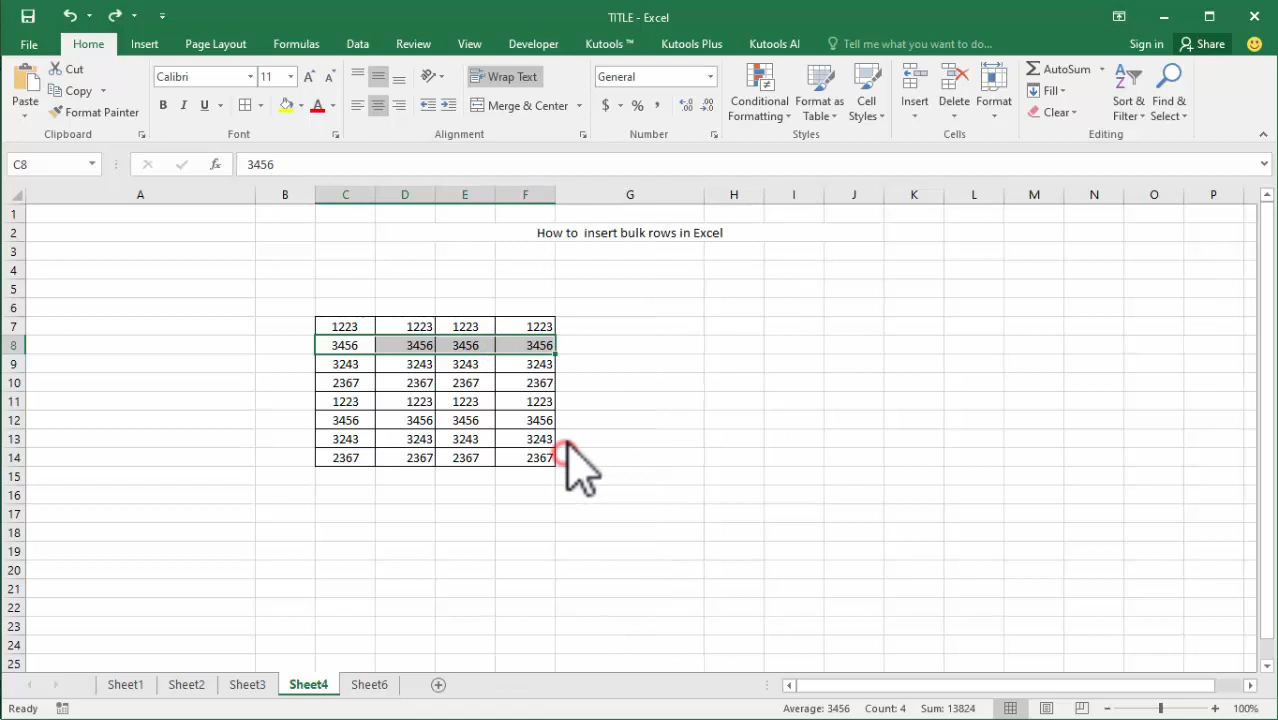 TITLE - Excel
File Home Insert Page Layout Formulas Data Review View Developer Kutools ™ Kutools Plus Kutools AI Tell me what you want to do... Sign in Share
Cut Calibri 11 A A Wrap Text General AutoSum
Paste Copy B I U A Merge & Center $ % , Conditional Formatting Format as Table Cell Styles Insert Delete Format Fill Sort & Filter Find & Select
Format Painter Clear
Clipboard Font Alignment Number Styles Cells Editing
C8 fx 3456
A B C D E F G H I J K L M N O P
1
2 How to insert bulk rows in Excel
3
4
5
6
7 1223 1223 1223 1223
8 3456 3456 3456 3456
9 3243 3243 3243 3243
10 2367 2367 2367 2367
11 1223 1223 1223 1223
12 3456 3456 3456 3456
13 3243 3243 3243 3243
14 2367 2367 2367 2367
15
16
17
18
19
20
21
22
23
24
25
Sheet1 Sheet2 Sheet3 Sheet4 Sheet6
Ready Average: 3456 Count: 4 Sum: 13824 100%